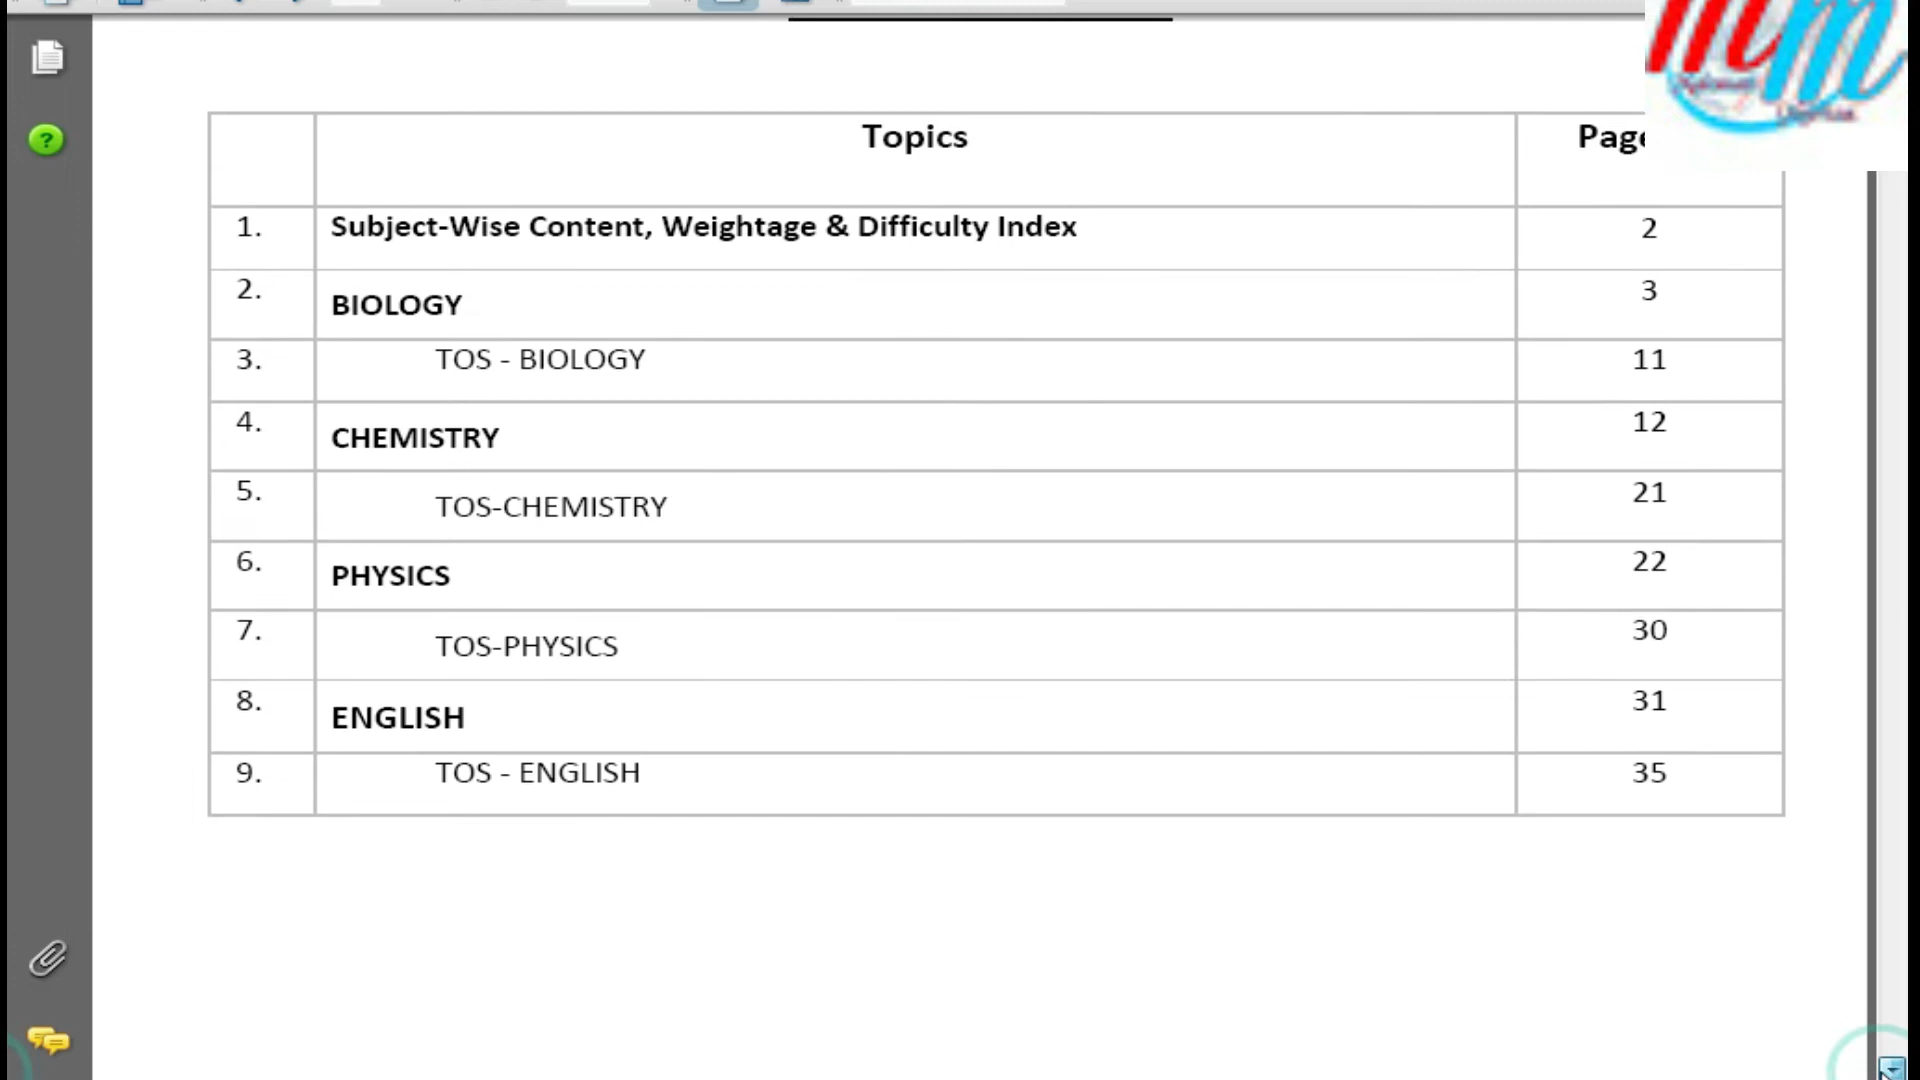 Topics Page
1. Subject-Wise Content, Weightage & Difficulty Index 2
2. BIOLOGY 3
3. TOS - BIOLOGY 11
4. CHEMISTRY 12
5. TOS-CHEMISTRY 21
6. PHYSICS 22
7. TOS-PHYSICS 30
8. ENGLISH 31
9. TOS - ENGLISH 35